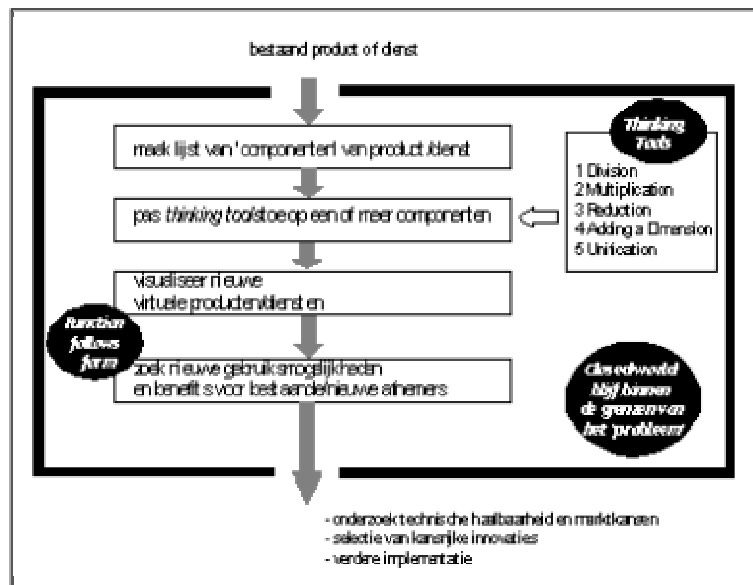 bestaand product of dienst
maak lijst van 'componenten' van product/dienst
pas thinking tools toe op een of meer componenten
visualiseer nieuwe
virtuele producten/diensten
zoek nieuwe gebruiksmogelijkheden
en benefits voor bestaande/nieuwe afnemers
Thinking
Tools
1 Division
2 Multiplication
3 Reduction
4 Adding a Dimension
5 Unification
Function
follows
form
Closed world
blijf binnen
de grenzen van
het 'probleem'
- onderzoek technische haalbaarheid en marktkansen
- selectie van kansrijke innovaties
- verdere implementatie